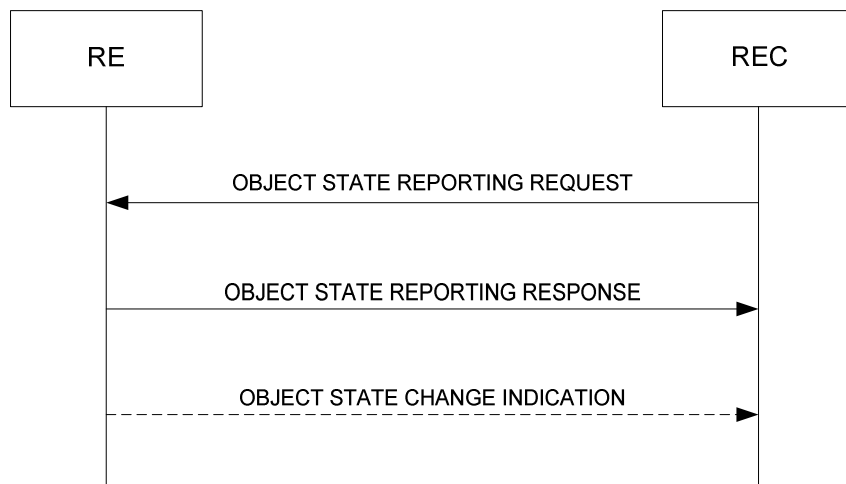 RE
REC
OBJECT STATE REPORTING REQUEST
OBJECT STATE REPORTING RESPONSE
OBJECT STATE CHANGE INDICATION